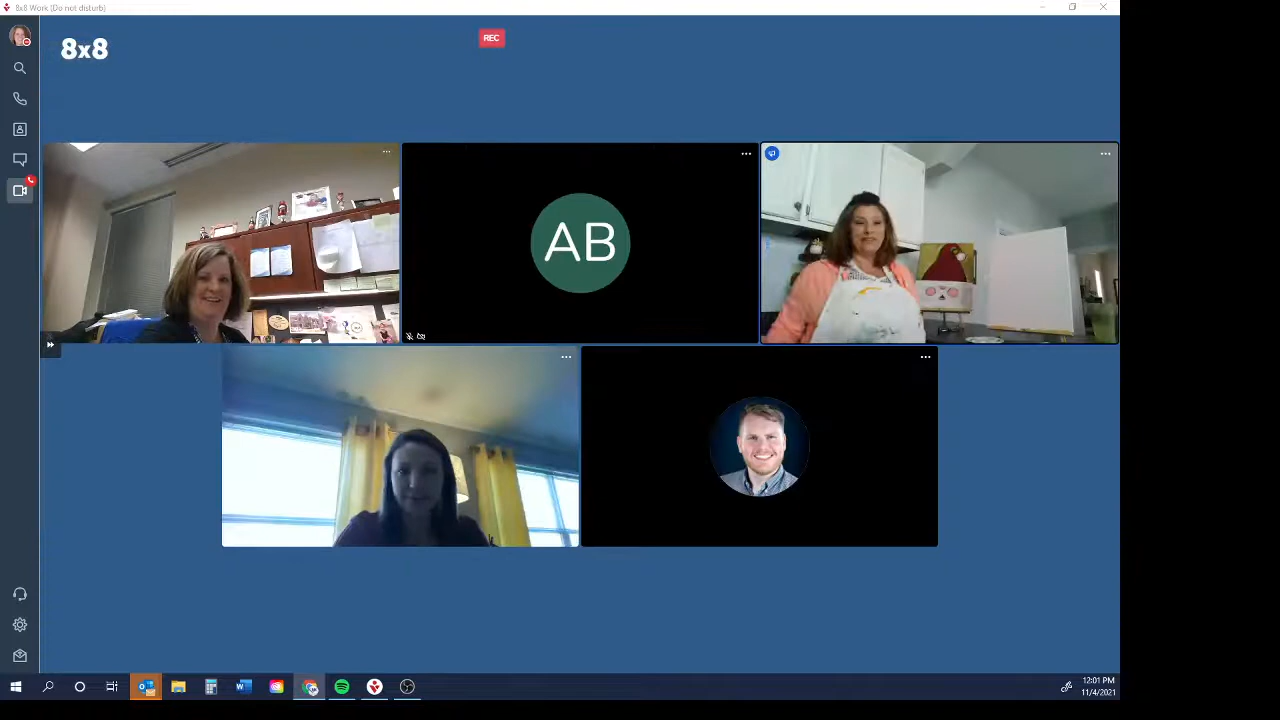 8x8 Work (Do not disturb)
8x8
REC
AB
12:01 PM
11/4/2021